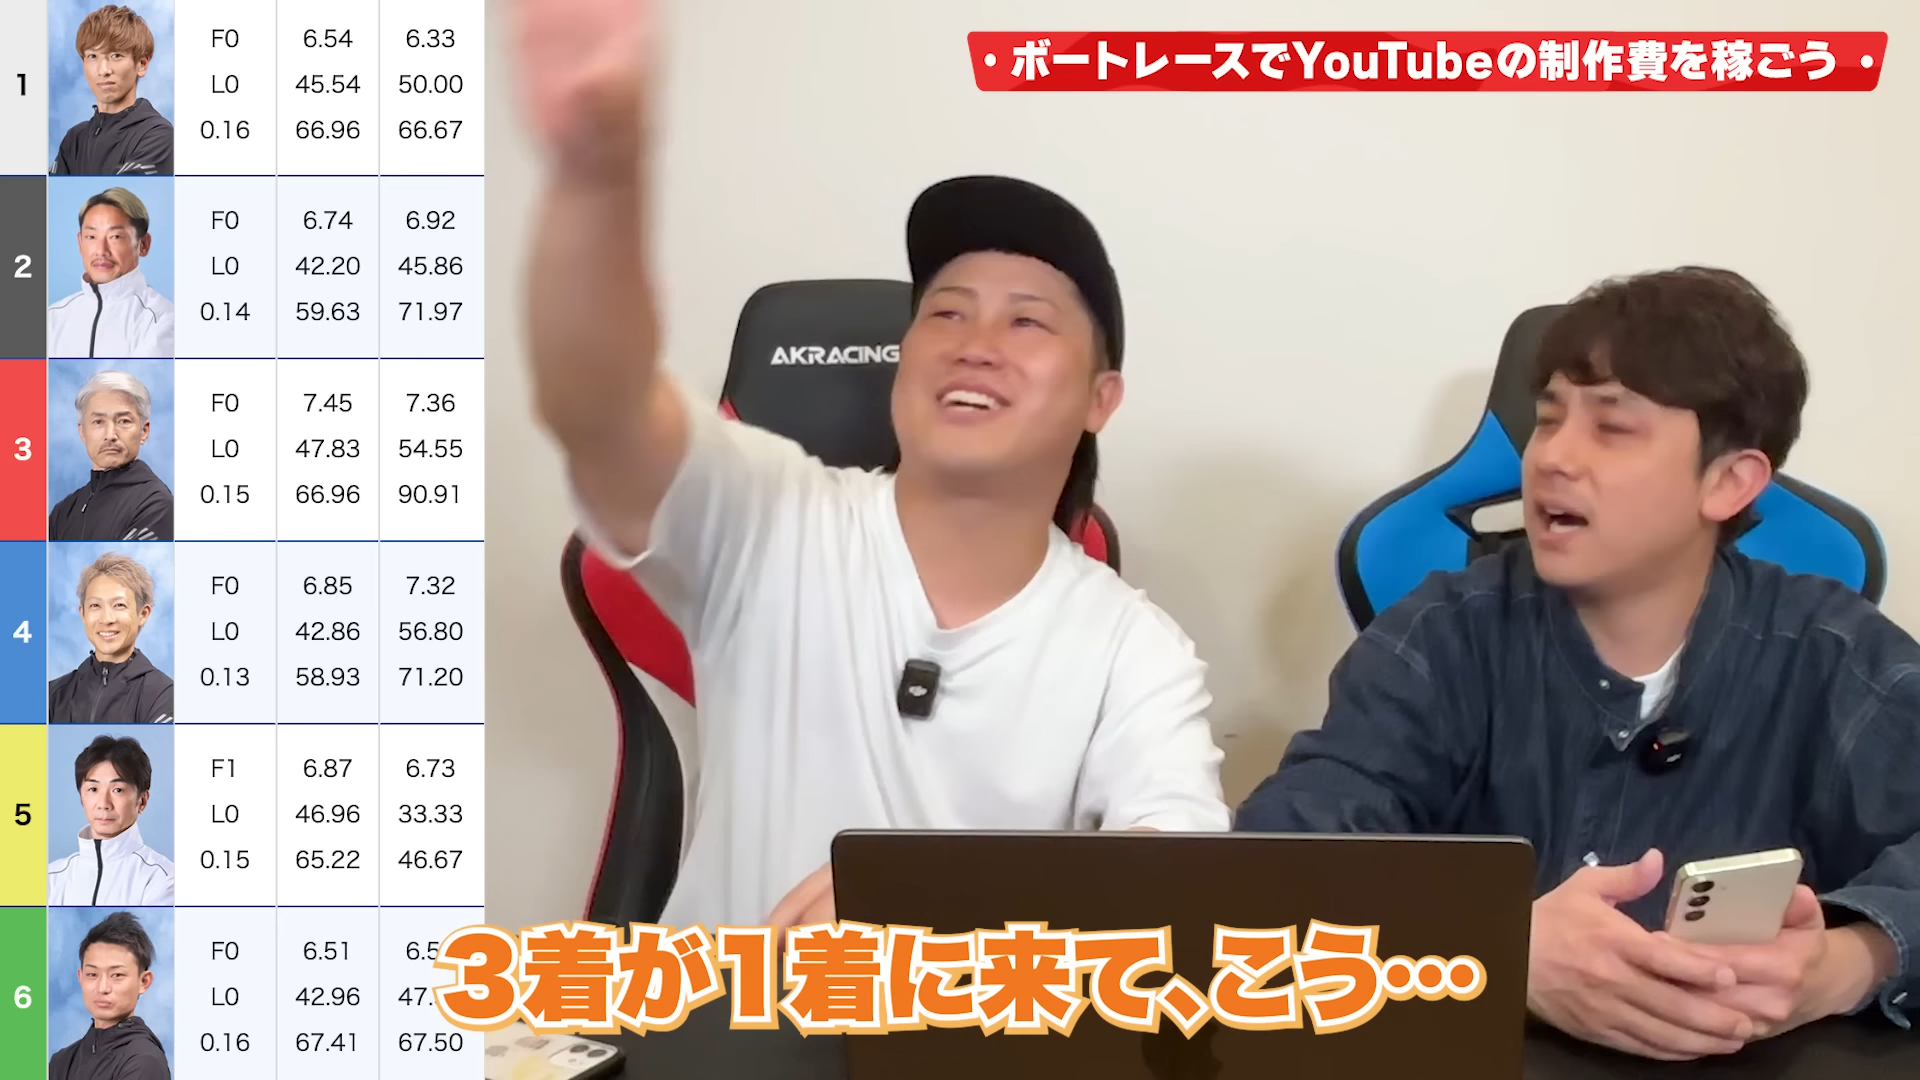 1
F0 6.54 6.33
L0 45.54 50.00
0.16 66.96 66.67
2
F0 6.74 6.92
L0 42.20 45.86
0.14 59.63 71.97
3
F0 7.45 7.36
L0 47.83 54.55
0.15 66.96 90.91
4
F0 6.85 7.32
L0 42.86 56.80
0.13 58.93 71.20
5
F1 6.87 6.73
L0 46.96 33.33
0.15 65.22 46.67
6
F0 6.51 6.5
L0 42.96 47.
0.16 67.41 67.50
・ボートレースでYouTubeの制作費を稼ごう・
AKRACING
3着が1着に来て、こう…